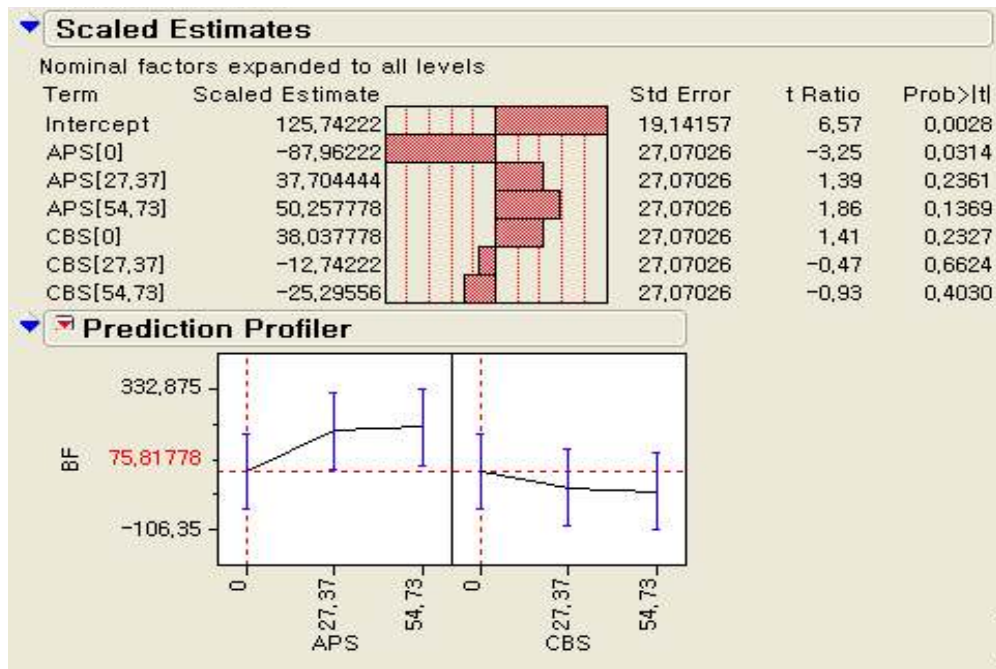 Scaled Estimates
Nominal factors expanded to all levels
Term Scaled Estimate Std Error t Ratio Prob>|t|
Intercept 125,74222 19,14157 6,57 0,0028
APS[0] -87,96222 27,07026 -3,25 0,0314
APS[27,37] 37,704444 27,07026 1,39 0,2361
APS[54,73] 50,257778 27,07026 1,86 0,1369
CBS[0] 38,037778 27,07026 1,41 0,2327
CBS[27,37] -12,74222 27,07026 -0,47 0,6624
CBS[54,73] -25,29556 27,07026 -0,93 0,4030
Prediction Profiler
332,875
BF 75,81778
-106,35
0 27,37 54,73 0 27,37 54,73
APS CBS